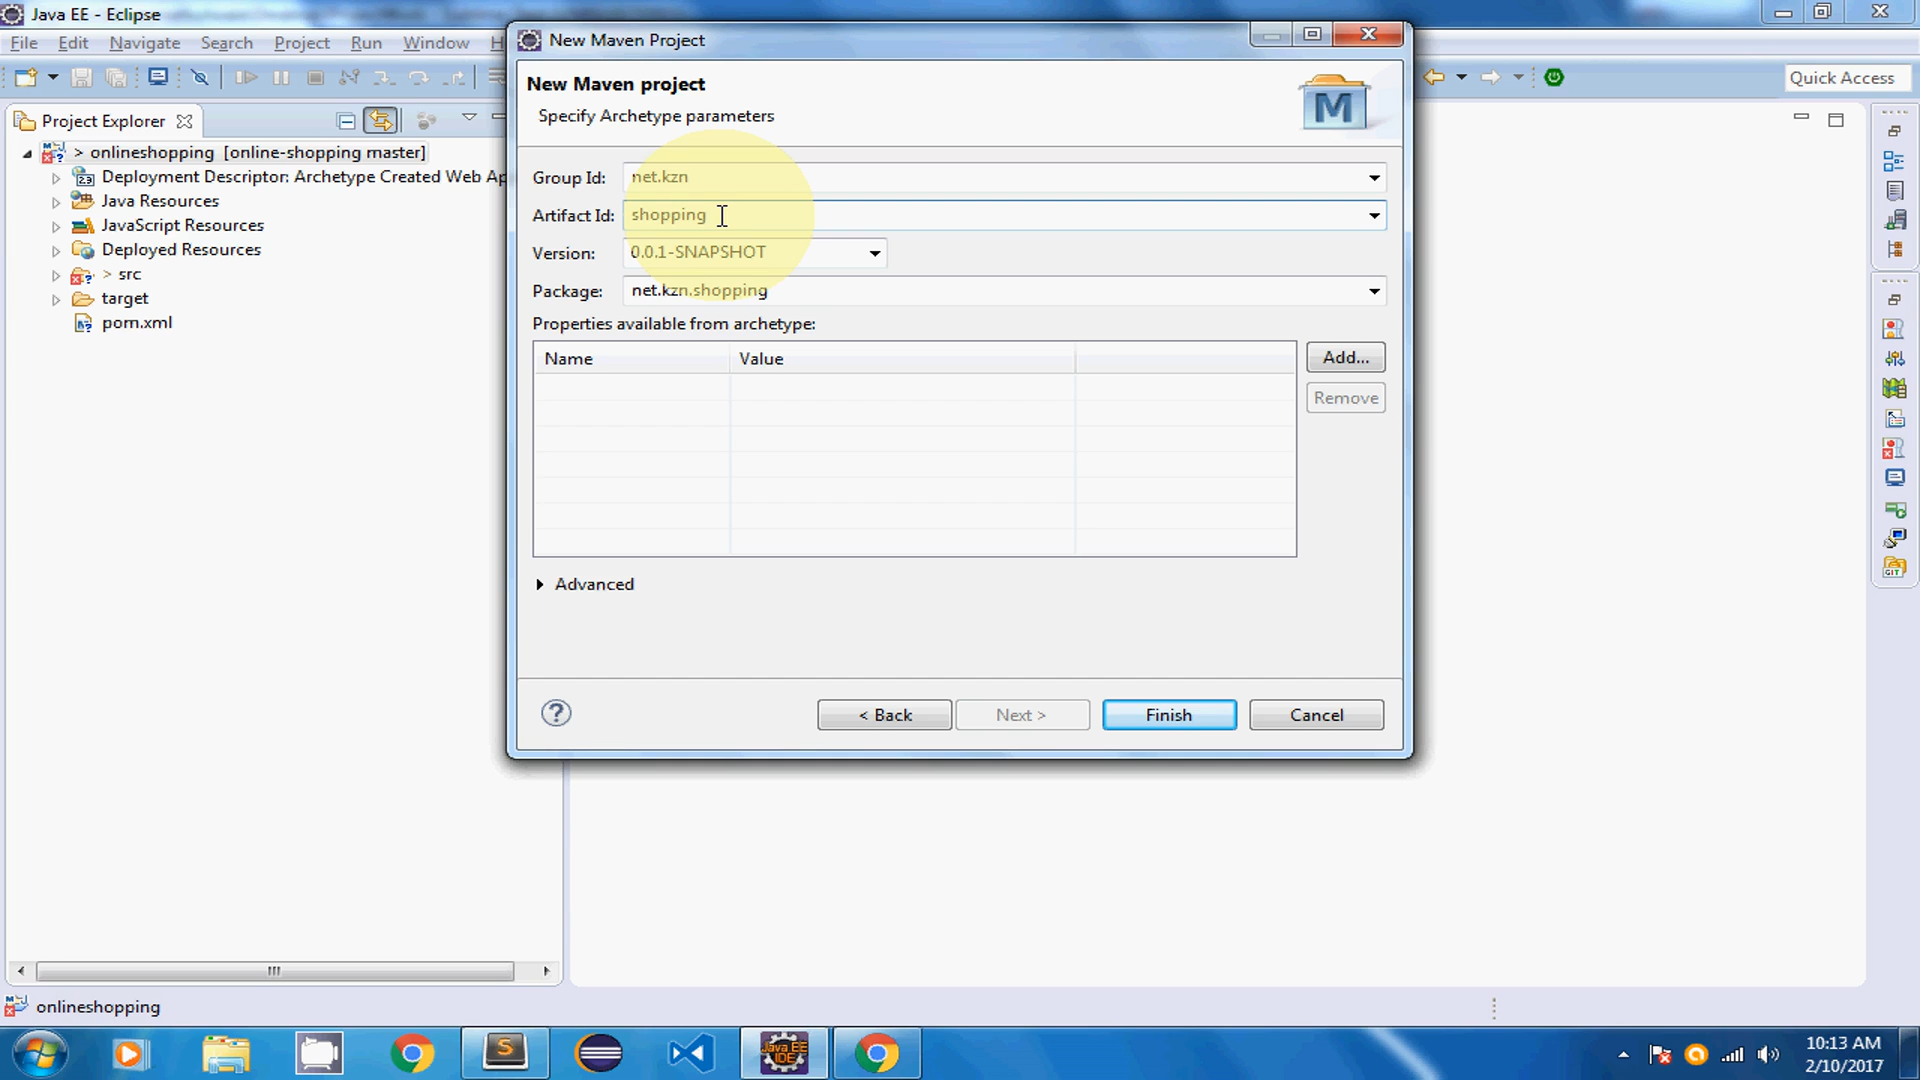 Java EE - Eclipse
File Edit Navigate Search Project Run Window
Quick Access
Project Explorer
> onlineshopping [online-shopping master]
Deployment Descriptor: Archetype Created Web Ap
Java Resources
JavaScript Resources
Deployed Resources
> src
target
pom.xml
New Maven Project
New Maven project
Specify Archetype parameters
M
Group Id: net.kzn
Artifact Id: shopping
Version: 0.0.1-SNAPSHOT
Package: net.kzn.shopping
Properties available from archetype:
Name Value
Add...
Remove
Advanced
< Back Next > Finish Cancel
onlineshopping
Java EE
IDE
10:13 AM
2/10/2017